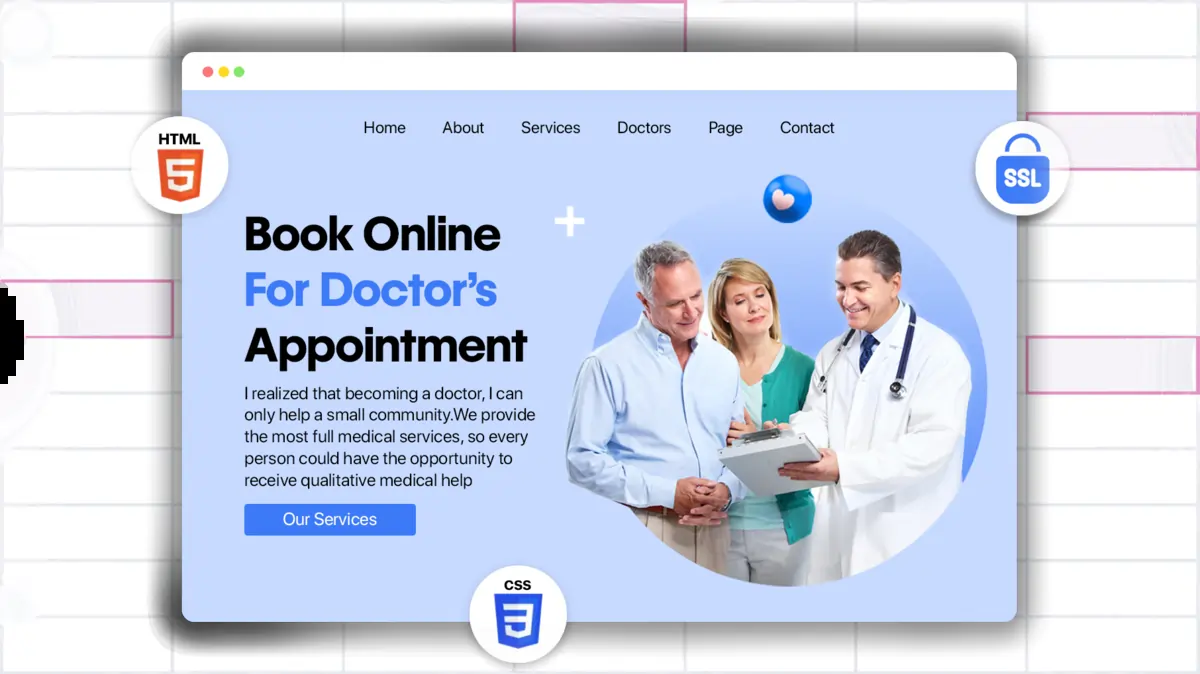 HTML
5
SSL
Home About Services Doctors Page Contact
Book Online
For Doctor's
Appointment
I realized that becoming a doctor, I can
only help a small community.We provide
the most full medical services, so every
person could have the opportunity to
receive qualitative medical help
Our Services
CSS
3